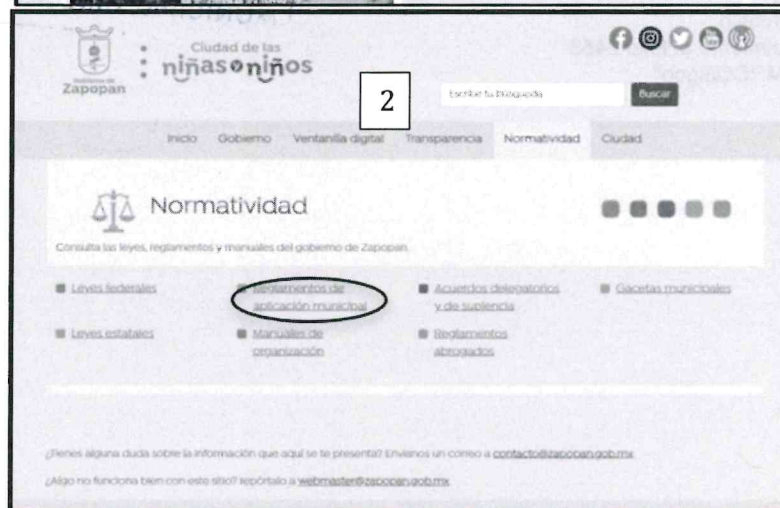 Ciudad de las
niñas niños
Gobierno de
Zapopan
2
Escribe tu búsqueda
Buscar
Inicio Gobierno Ventanilla digital Transparencia Normatividad Ciudad
Normatividad
Consulta las leyes, reglamentos y manuales del gobierno de Zapopan.
Leyes federales
Reglamentos de
aplicación municipal
Acuerdos delegatorios
y de suplencia
Gacetas municipales
Leyes estatales
Manuales de
organización
Reglamentos
abrogados
¿Tienes alguna duda sobre la información que aquí se te presenta? Envíanos un correo a contacto@zapopan.gob.mx
¿Algo no funciona bien con este sitio? repórtalo a webmaster@zapopan.gob.mx